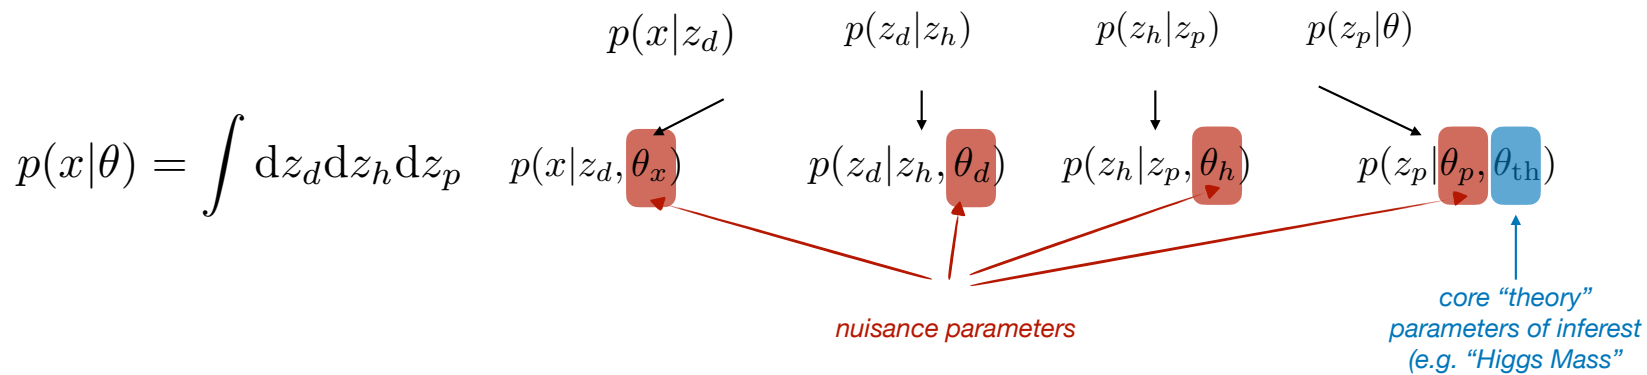 p(x|z_d) p(z_d|z_h) p(z_h|z_p) p(z_p|θ)
p(x|θ) = ∫ dz_d dz_h dz_p p(x|z_d, θ_x) p(z_d|z_h, θ_d) p(z_h|z_p, θ_h) p(z_p|θ_p, θ_th)
nuisance parameters
core “theory”
parameters of interest
(e.g. “Higgs Mass”